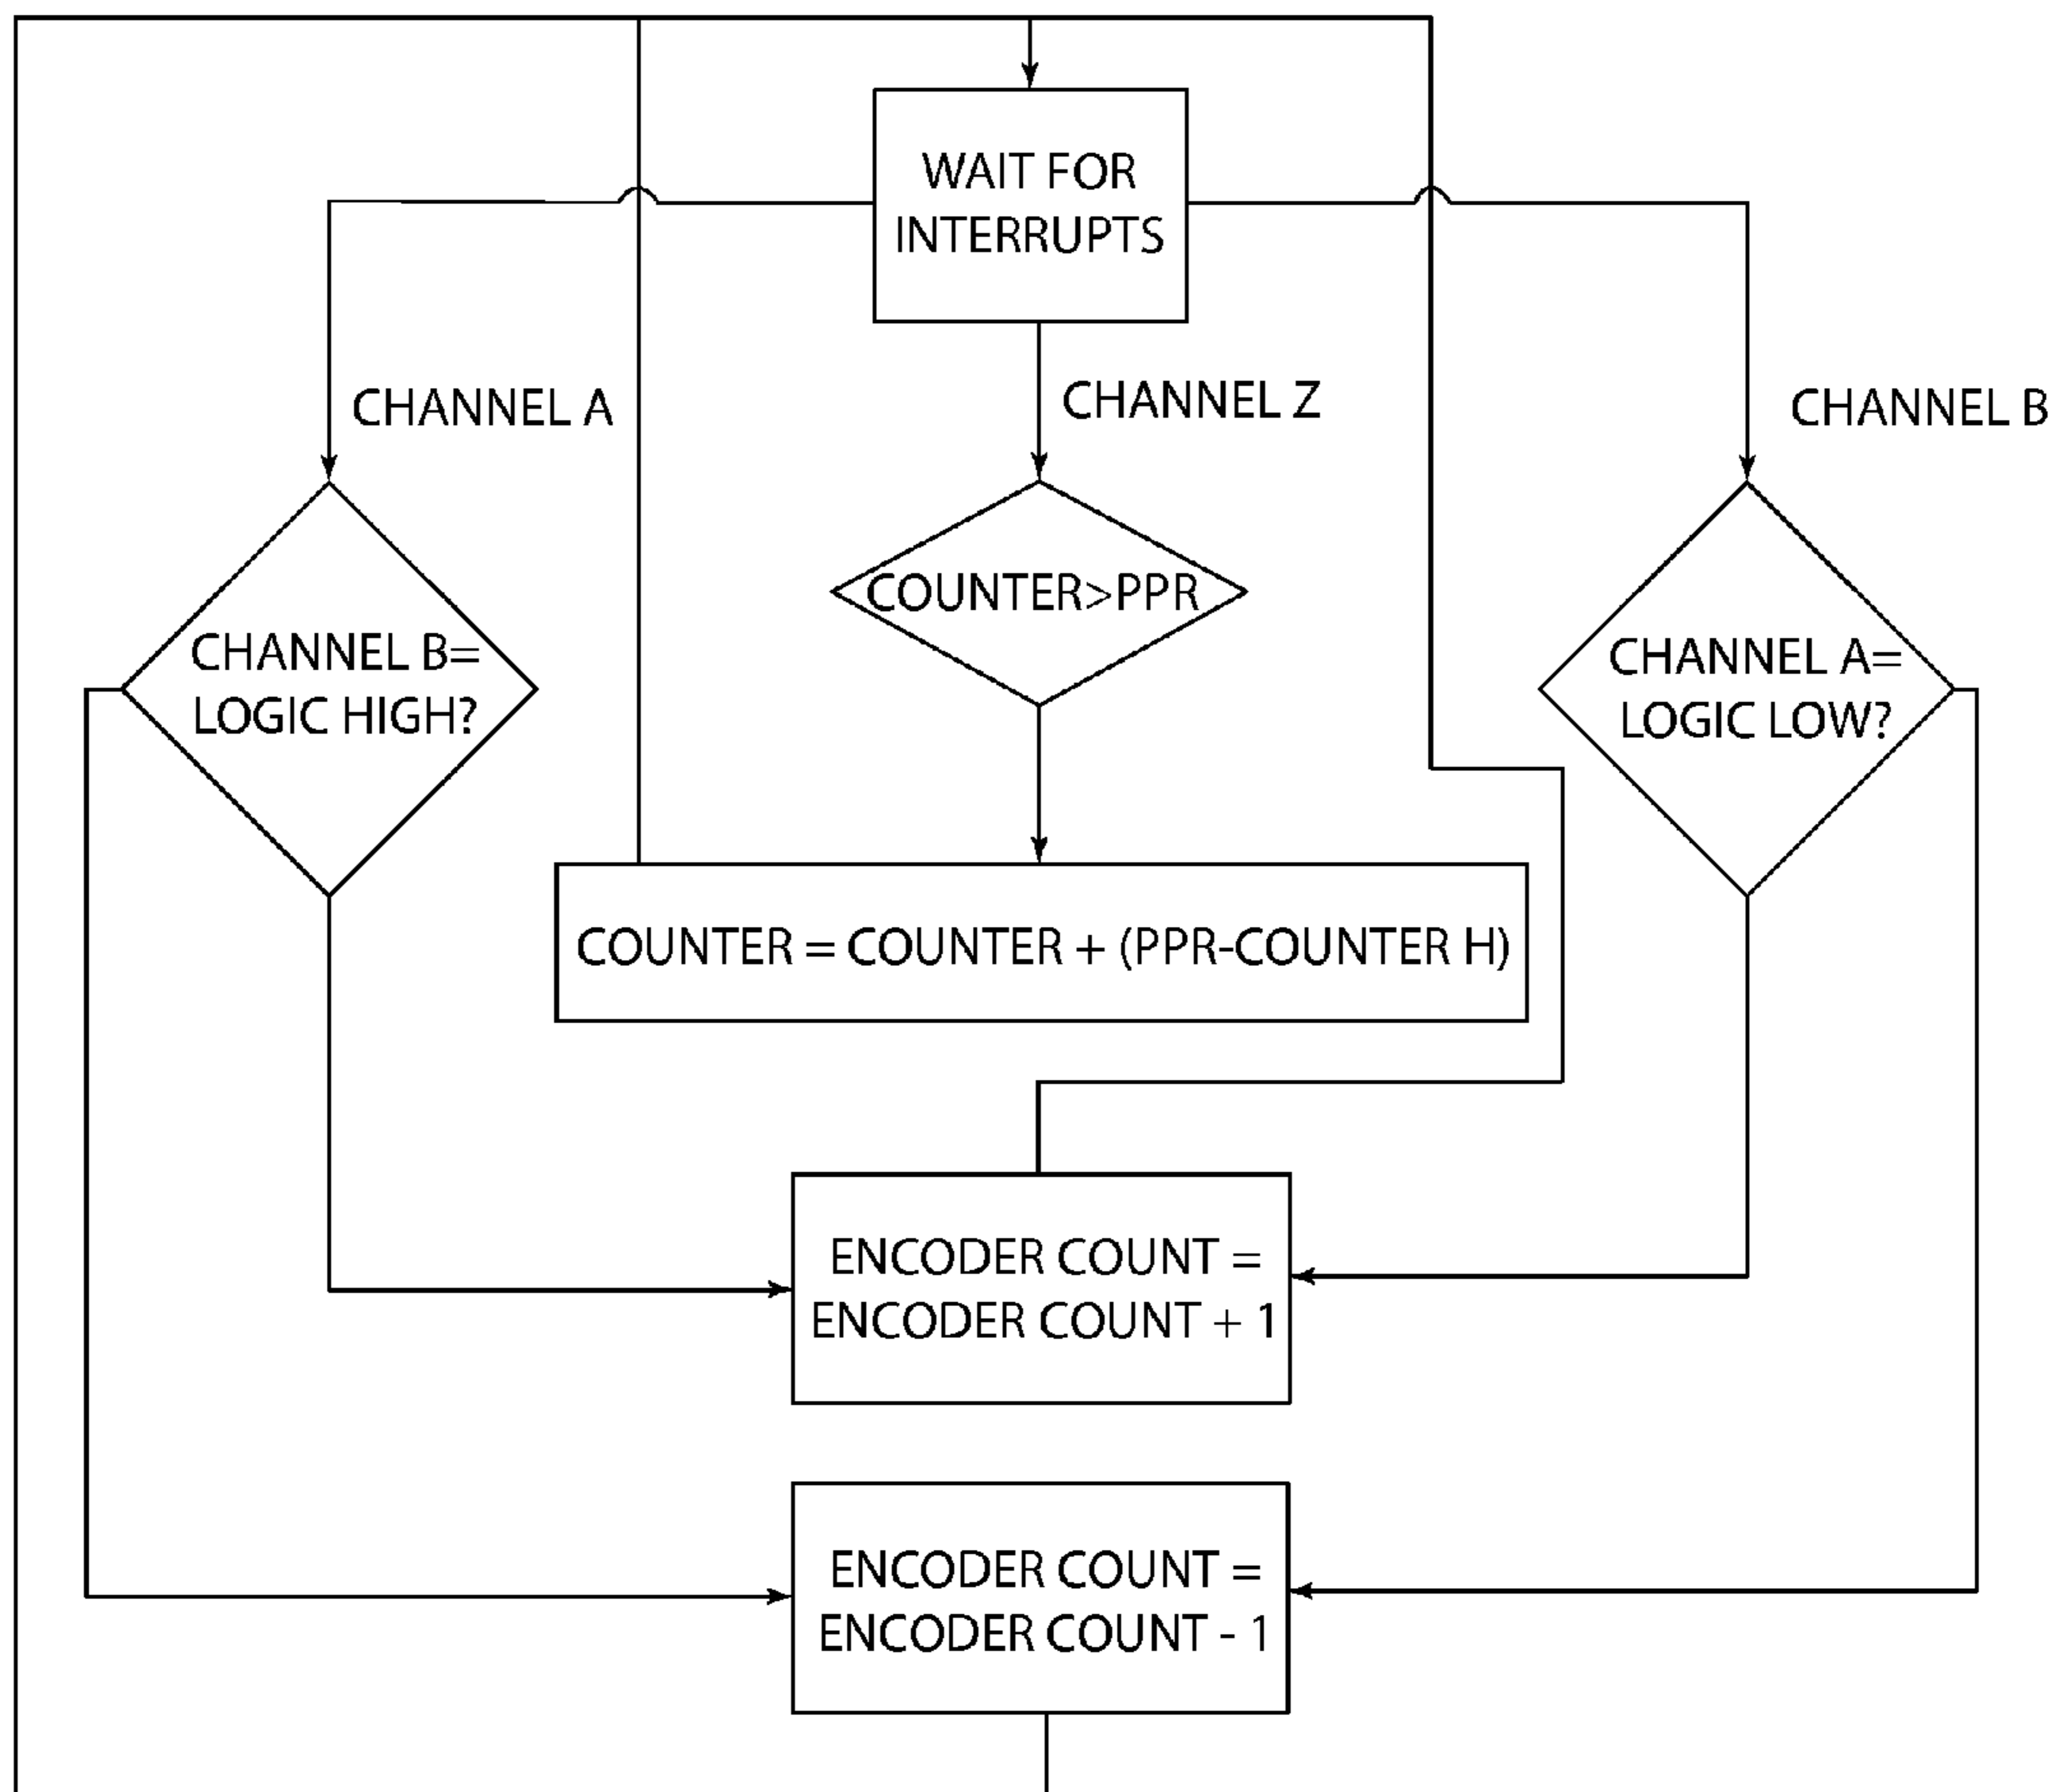 WAIT FOR
INTERRUPTS
CHANNEL A
CHANNEL Z
CHANNEL B
COUNTER>PPR
CHANNEL B=
LOGIC HIGH?
CHANNEL A=
LOGIC LOW?
COUNTER = COUNTER + (PPR-COUNTER H)
ENCODER COUNT =
ENCODER COUNT + 1
ENCODER COUNT =
ENCODER COUNT - 1